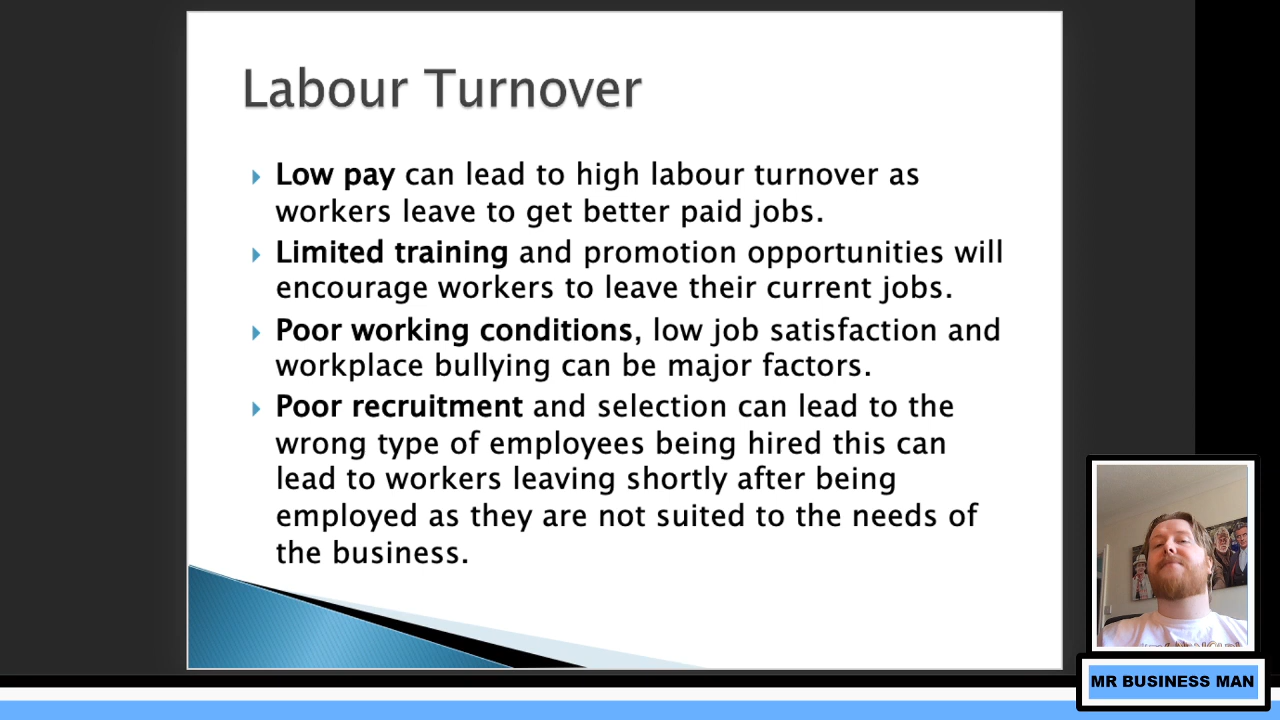 Labour Turnover
Low pay can lead to high labour turnover as
workers leave to get better paid jobs.
Limited training and promotion opportunities will
encourage workers to leave their current jobs.
Poor working conditions, low job satisfaction and
workplace bullying can be major factors.
Poor recruitment and selection can lead to the
wrong type of employees being hired this can
lead to workers leaving shortly after being
employed as they are not suited to the needs of
the business.
MR BUSINESS MAN